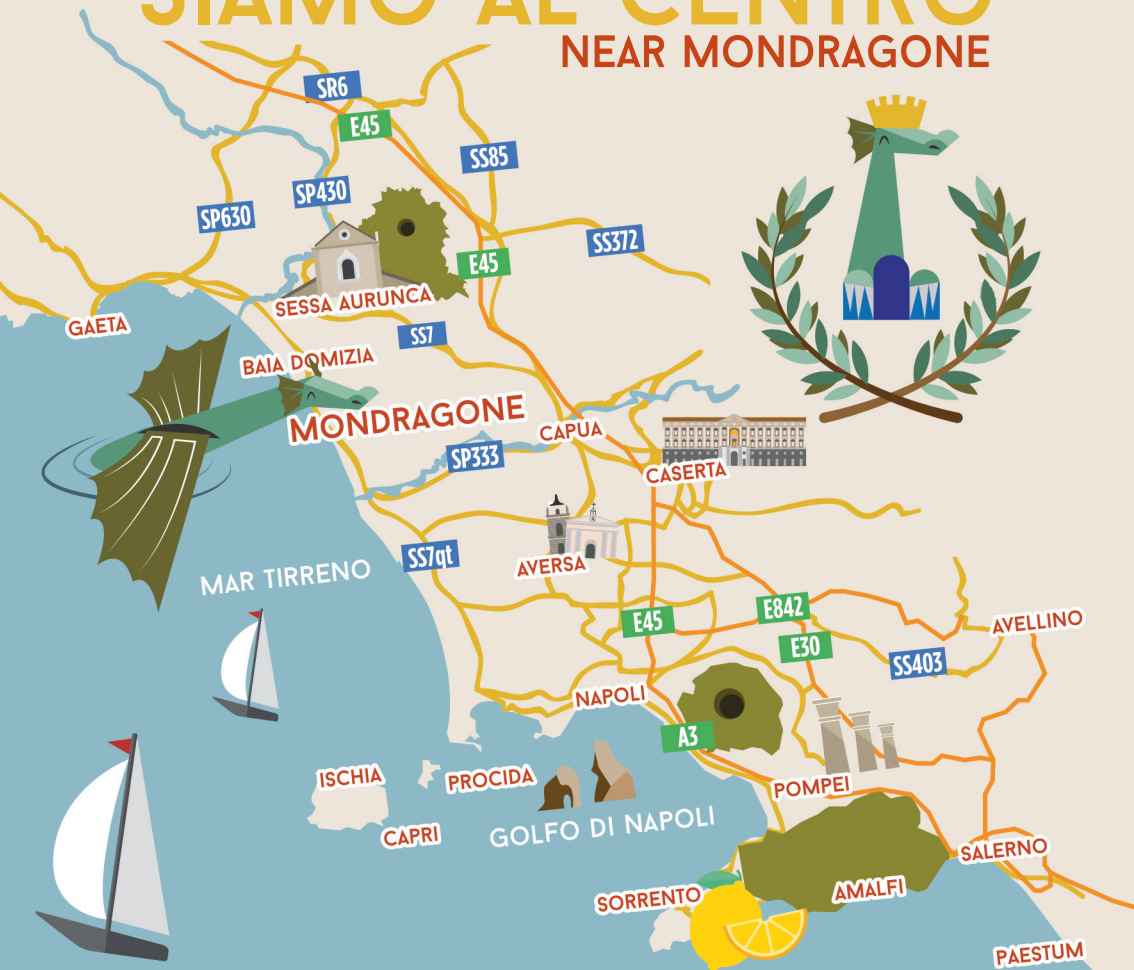 SIAMO AL CENTRO
NEAR MONDRAGONE
SR6
E45
SS85
SP430
SP630
SS372
E45
SESSA AURUNCA
GAETA
SS7
BAIA DOMIZIA
MONDRAGONE
CAPUA
SP333
CASERTA
SS7qt
AVERSA
MAR TIRRENO
E842
E45
AVELLINO
E30
SS403
NAPOLI
A3
ISCHIA
PROCIDA
POMPEI
GOLFO DI NAPOLI
CAPRI
SALERNO
AMALFI
SORRENTO
PAESTUM